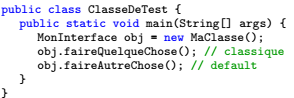 public class ClasseDeTest {
public static void main(String[] args) {
MonInterface obj = new MaClasse();
obj.faireQuelqueChose(); // classique
obj.faireAutreChose(); // default
}
}